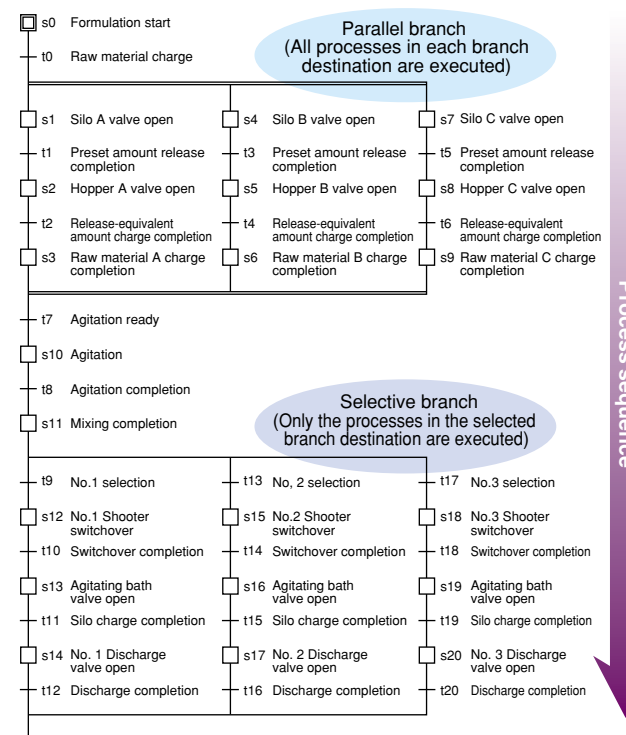 s0 Formulation start
Parallel branch
(All processes in each branch
destination are executed)
t0 Raw material charge
s1 Silo A valve open
s4 Silo B valve open
s7 Silo C valve open
t1 Preset amount release
completion
t3 Preset amount release
completion
t5 Preset amount release
completion
s2 Hopper A valve open
s5 Hopper B valve open
s8 Hopper C valve open
t2 Release-equivalent
amount charge completion
t4 Release-equivalent
amount charge completion
t6 Release-equivalent
amount charge completion
s3 Raw material A charge
completion
s6 Raw material B charge
completion
s9 Raw material C charge
completion
t7 Agitation ready
s10 Agitation
t8 Agitation completion
s11 Mixing completion
Selective branch
(Only the processes in the selected
branch destination are executed)
t9 No.1 selection
t13 No, 2 selection
t17 No.3 selection
s12 No.1 Shooter
switchover
s15 No.2 Shooter
switchover
s18 No.3 Shooter
switchover
t10 Switchover completion
t14 Switchover completion
t18 Switchover completion
s13 Agitating bath
valve open
s16 Agitating bath
valve open
s19 Agitating bath
valve open
t11 Silo charge completion
t15 Silo charge completion
t19 Silo charge completion
s14 No. 1 Discharge
valve open
s17 No. 2 Discharge
valve open
s20 No. 3 Discharge
valve open
t12 Discharge completion
t16 Discharge completion
t20 Discharge completion
Process sequence